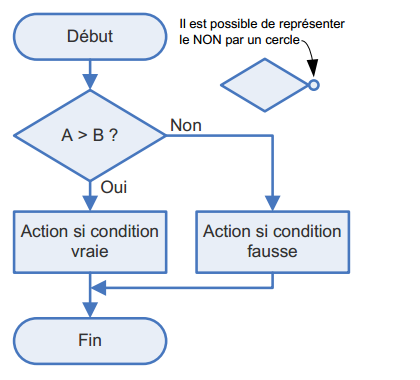 Début
Il est possible de représenter
le NON par un cercle
A > B ?
Non
Oui
Action si condition
vraie
Action si condition
fausse
Fin